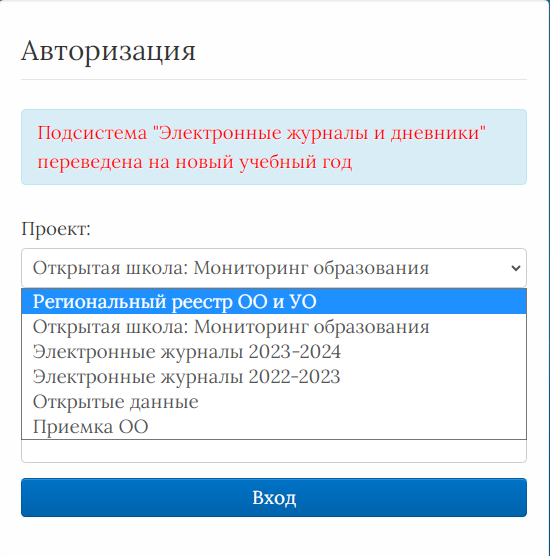 Авторизация
Подсистема "Электронные журналы и дневники"
переведена на новый учебный год
Проект:
Открытая школа: Мониторинг образования
Региональный реестр ОО и УО
Открытая школа: Мониторинг образования
Электронные журналы 2023-2024
Электронные журналы 2022-2023
Открытые данные
Приемка ОО
Вход